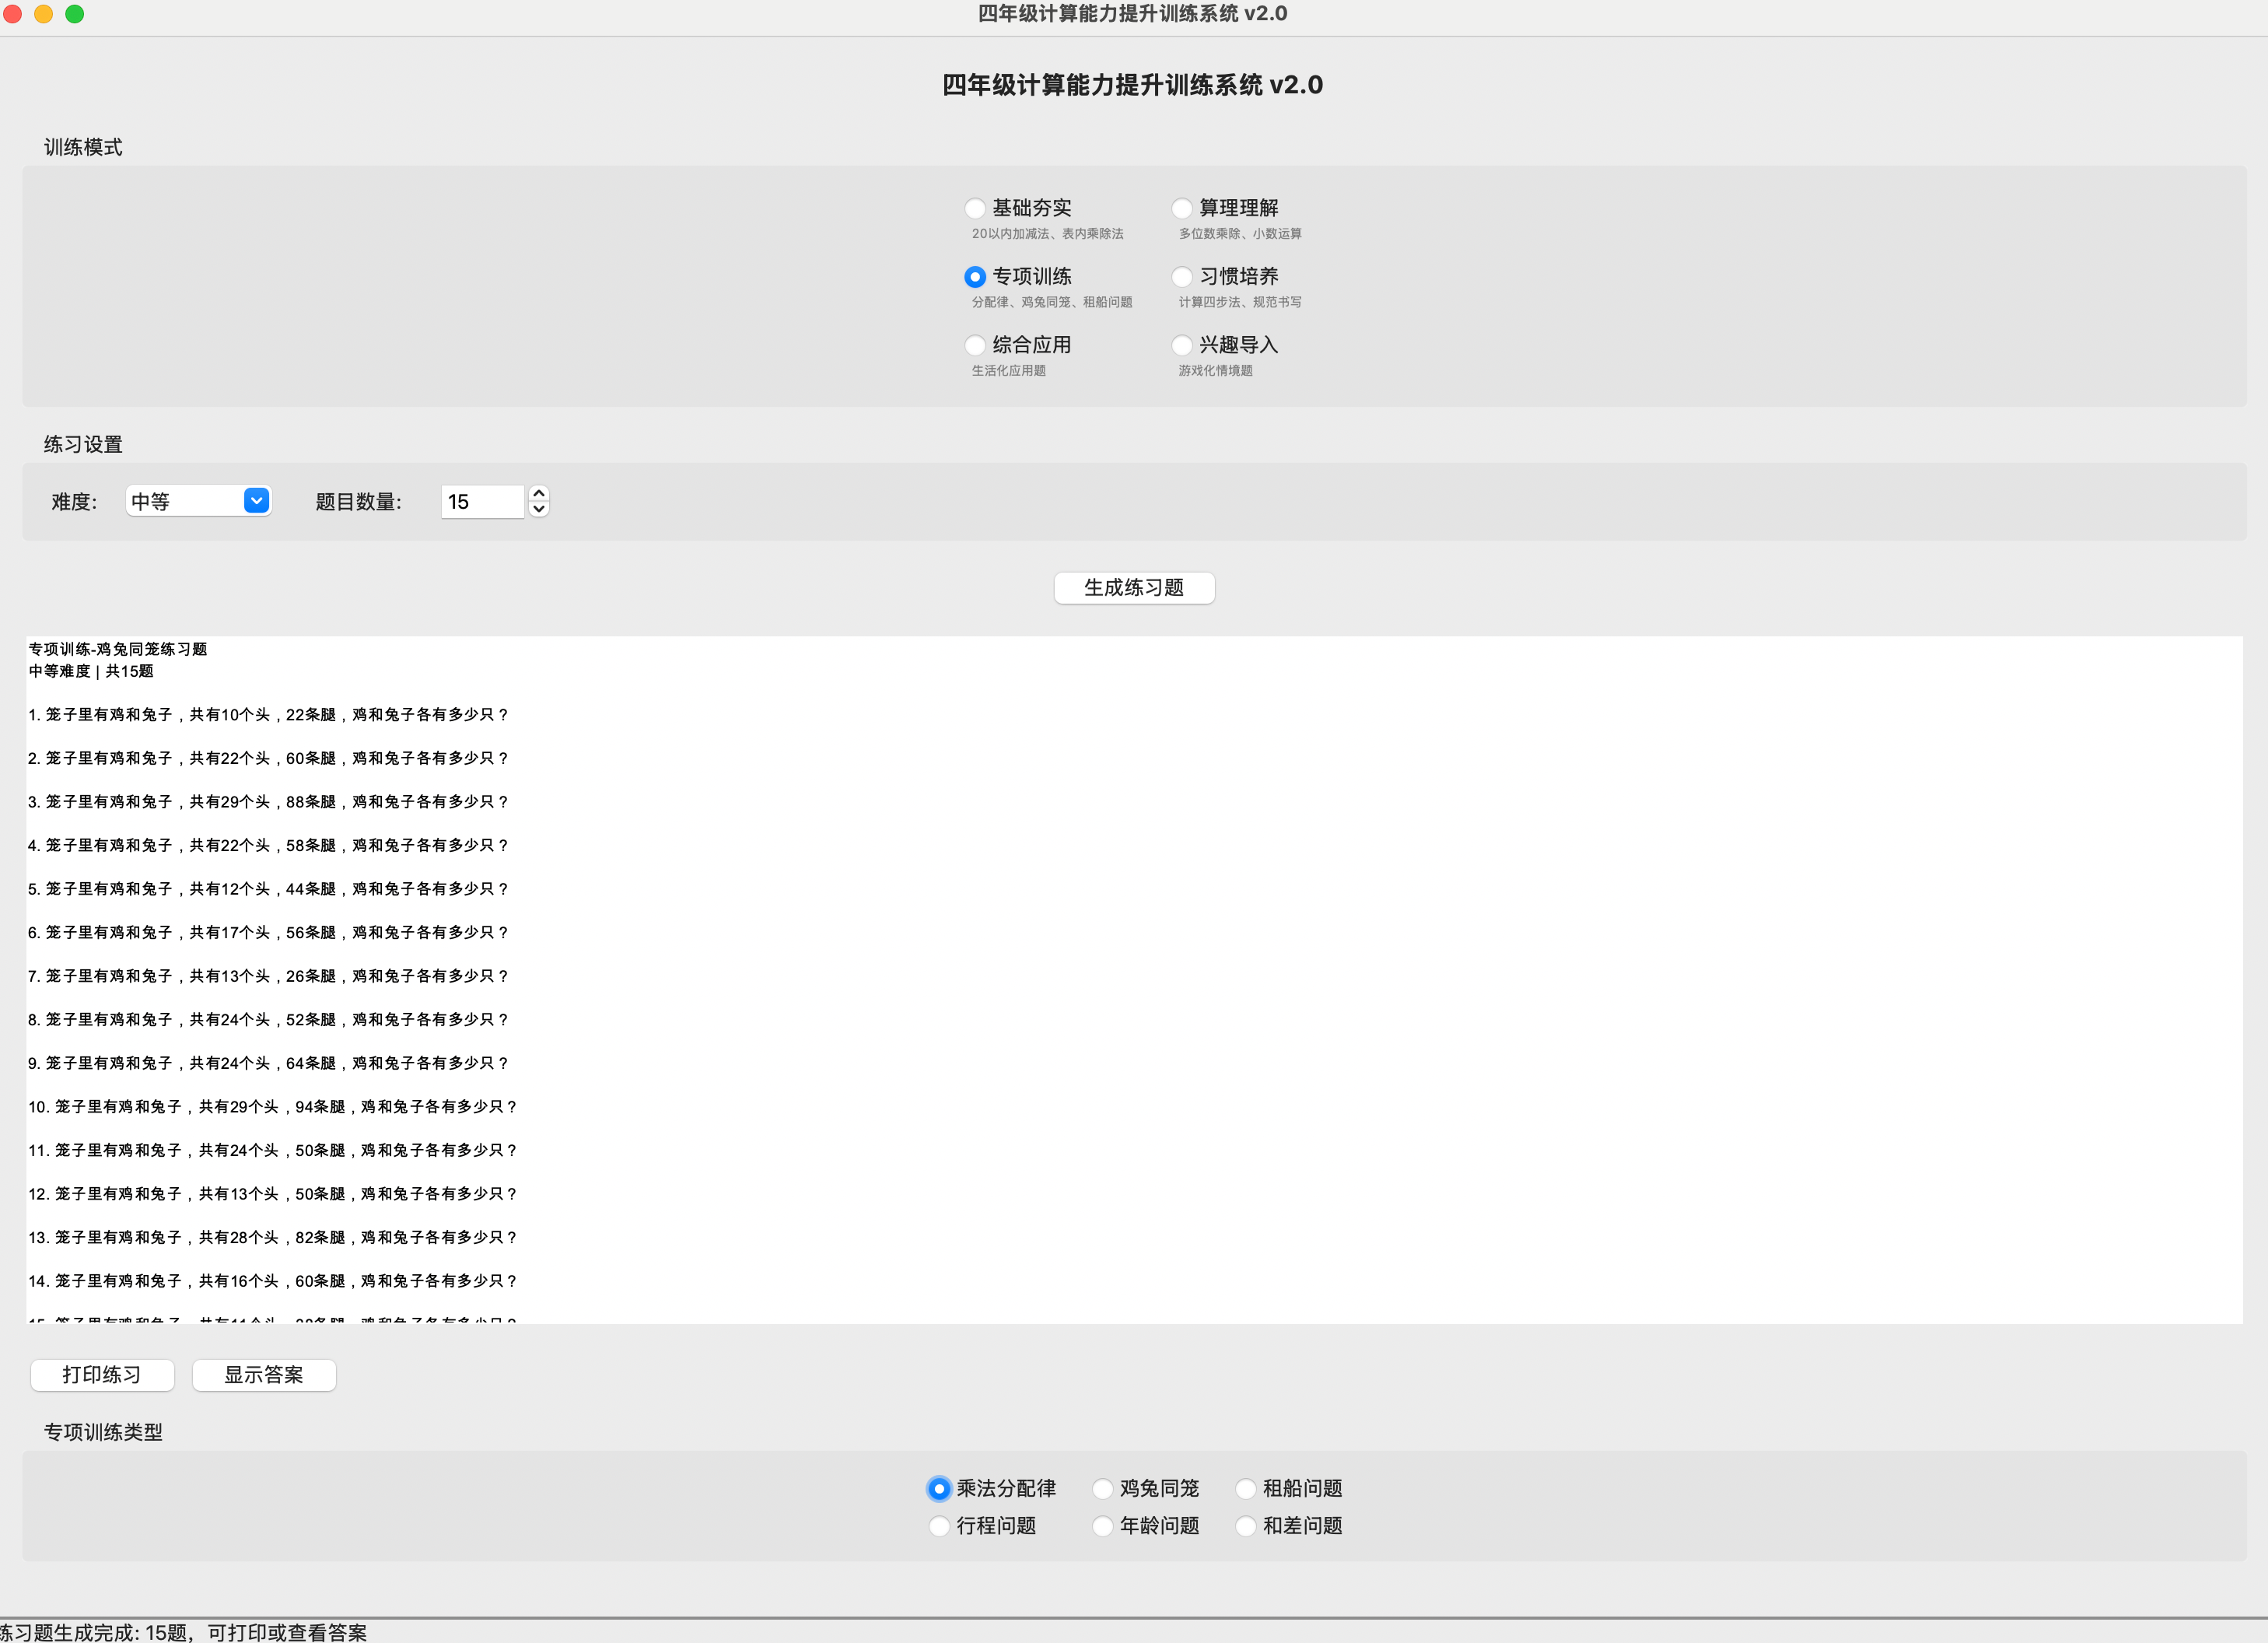 四年级计算能力提升训练系统 v2.0
四年级计算能力提升训练系统 v2.0
训练模式
基础夯实 算理理解
20以内加减法、表内乘除法 多位数乘除、小数运算
专项训练 习惯培养
分配律、鸡兔同笼、租船问题 计算四步法、规范书写
综合应用 兴趣导入
生活化应用题 游戏化情境题
练习设置
难度: 中等 题目数量: 15
生成练习题
专项训练-鸡兔同笼练习题
中等难度 | 共15题
1. 笼子里有鸡和兔子，共有10个头，22条腿，鸡和兔子各有多少只？
2. 笼子里有鸡和兔子，共有22个头，60条腿，鸡和兔子各有多少只？
3. 笼子里有鸡和兔子，共有29个头，88条腿，鸡和兔子各有多少只？
4. 笼子里有鸡和兔子，共有22个头，58条腿，鸡和兔子各有多少只？
5. 笼子里有鸡和兔子，共有12个头，44条腿，鸡和兔子各有多少只？
6. 笼子里有鸡和兔子，共有17个头，56条腿，鸡和兔子各有多少只？
7. 笼子里有鸡和兔子，共有13个头，26条腿，鸡和兔子各有多少只？
8. 笼子里有鸡和兔子，共有24个头，52条腿，鸡和兔子各有多少只？
9. 笼子里有鸡和兔子，共有24个头，64条腿，鸡和兔子各有多少只？
10. 笼子里有鸡和兔子，共有29个头，94条腿，鸡和兔子各有多少只？
11. 笼子里有鸡和兔子，共有24个头，50条腿，鸡和兔子各有多少只？
12. 笼子里有鸡和兔子，共有13个头，50条腿，鸡和兔子各有多少只？
13. 笼子里有鸡和兔子，共有28个头，82条腿，鸡和兔子各有多少只？
14. 笼子里有鸡和兔子，共有16个头，60条腿，鸡和兔子各有多少只？
打印练习 显示答案
专项训练类型
乘法分配律 鸡兔同笼 租船问题
行程问题 年龄问题 和差问题
练习题生成完成: 15题，可打印或查看答案